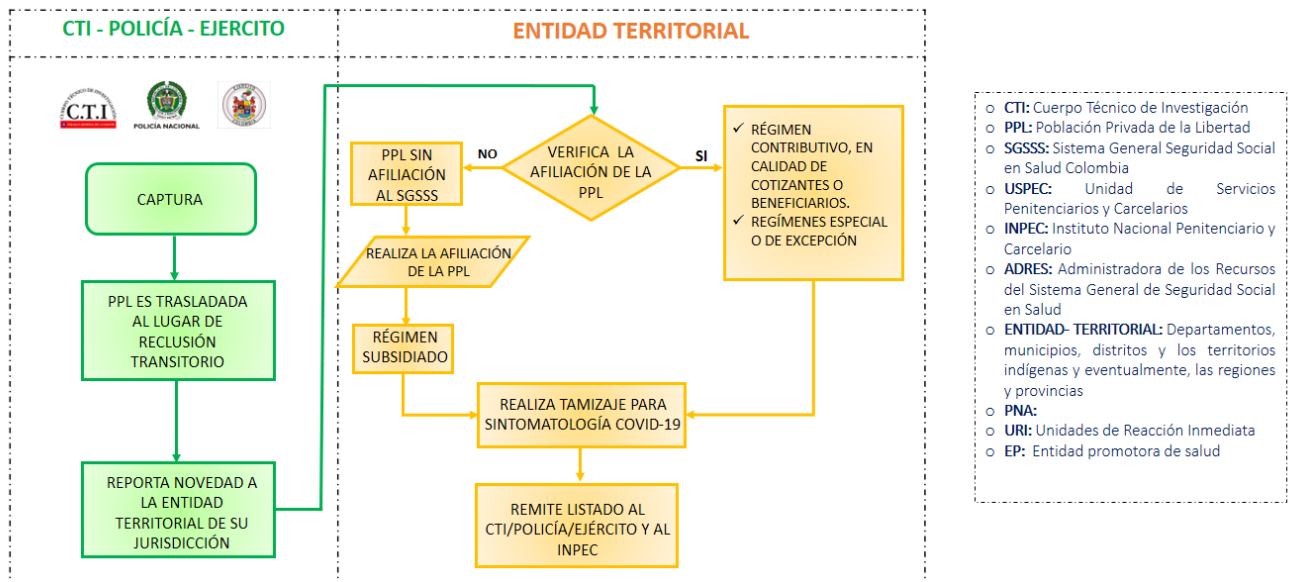 CTI - POLICÍA - EJERCITO
ENTIDAD TERRITORIAL
C.T.I
POLICÍA NACIONAL
CAPTURA
PPL ES TRASLADADA
AL LUGAR DE
RECLUSIÓN
TRANSITORIO
REPORTA NOVEDAD A
LA ENTIDAD
TERRITORIAL DE SU
JURISDICCIÓN
VERIFICA LA
AFILIACIÓN DE LA
PPL
NO
SI
PPL SIN
AFILIACIÓN
AL SGSSS
REALIZA LA AFILIACIÓN
DE LA PPL
RÉGIMEN
SUBSIDIADO
✓ RÉGIMEN
CONTRIBUTIVO, EN
CALIDAD DE
COTIZANTES O
BENEFICIARIOS.
✓ REGÍMENES ESPECIAL
O DE EXCEPCIÓN
REALIZA TAMIZAJE PARA
SINTOMATOLOGÍA COVID-19
REMITE LISTADO AL
CTI/POLICÍA/EJÉRCITO Y AL
INPEC
o CTI: Cuerpo Técnico de Investigación
o PPL: Población Privada de la Libertad
o SGSSS: Sistema General Seguridad Social
en Salud Colombia
o USPEC: Unidad de Servicios
Penitenciarios y Carcelarios
o INPEC: Instituto Nacional Penitenciario y
Carcelario
o ADRES: Administradora de los Recursos
del Sistema General de Seguridad Social
en Salud
o ENTIDAD- TERRITORIAL: Departamentos,
municipios, distritos y los territorios
indígenas y eventualmente, las regiones
y provincias
o PNA:
o URI: Unidades de Reacción Inmediata
o EP: Entidad promotora de salud